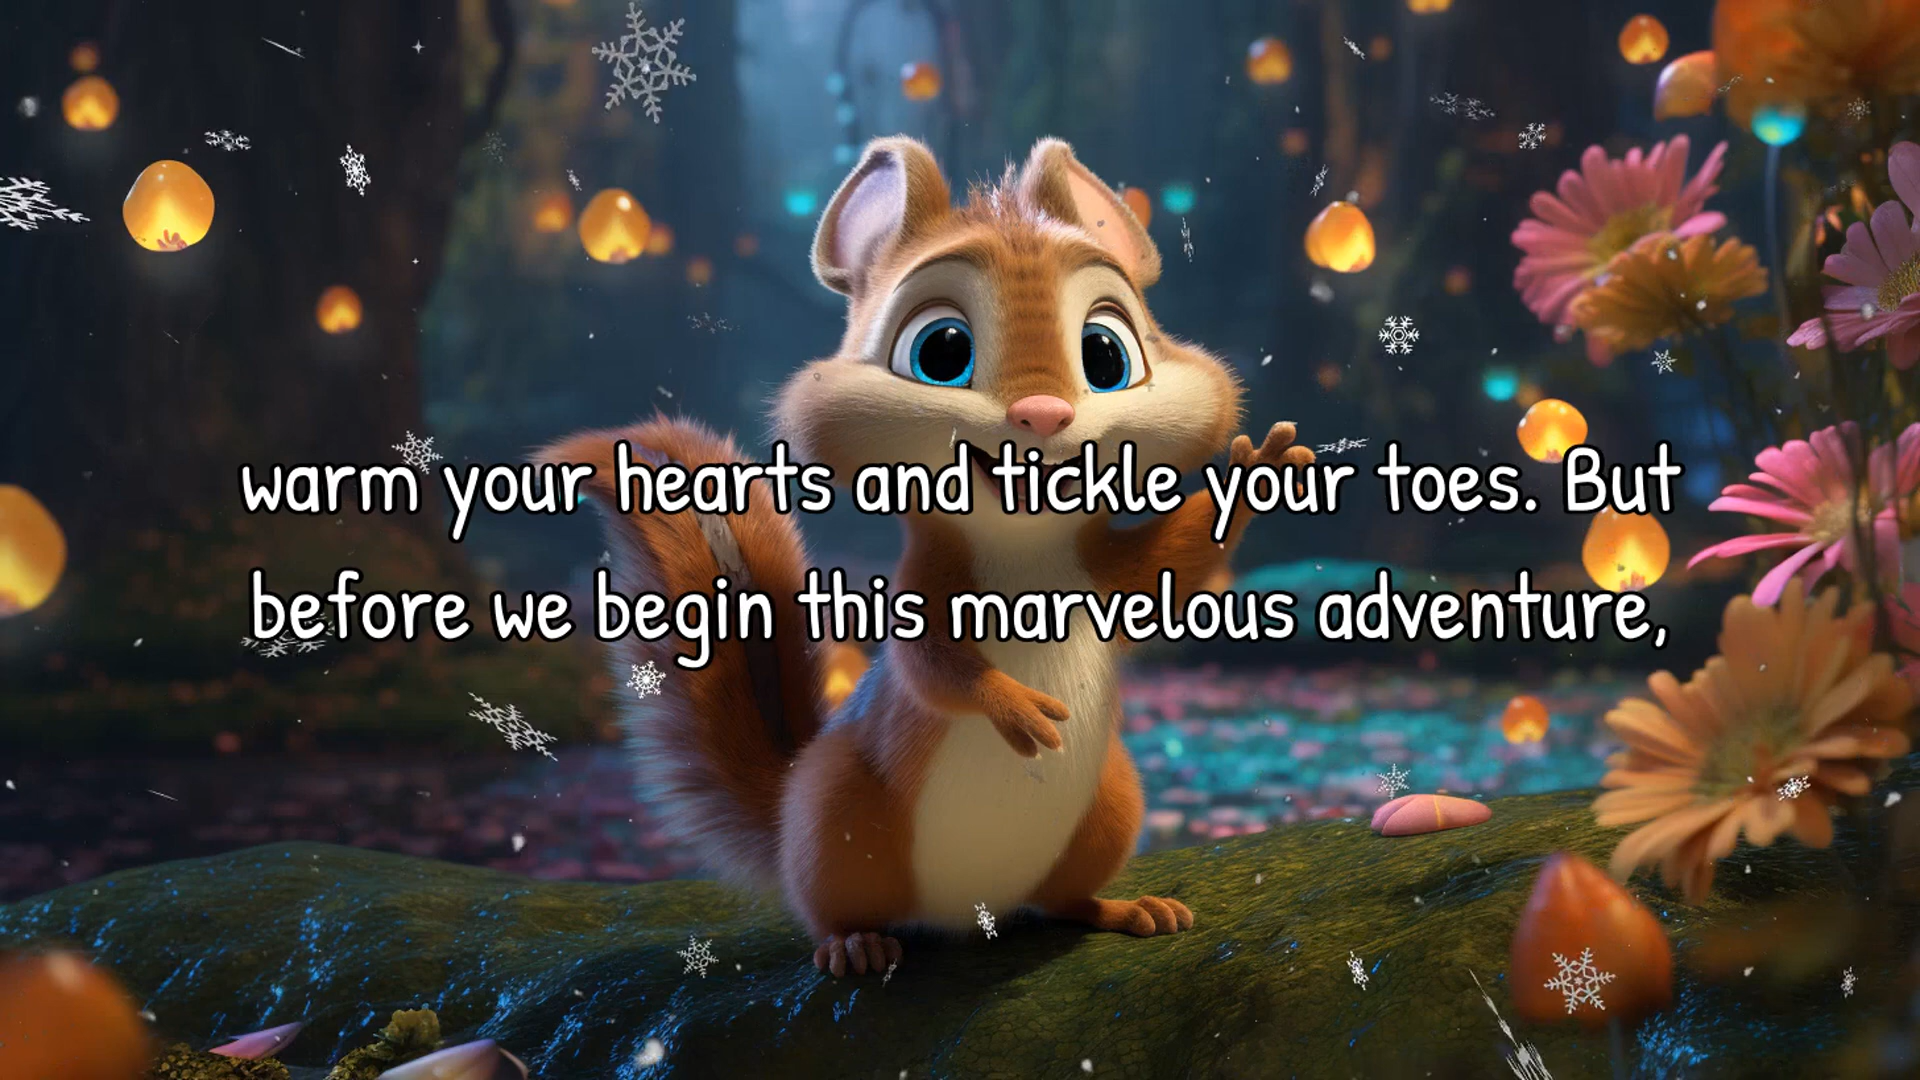 warm your hearts and tickle your toes. But
before we begin this marvelous adventure,